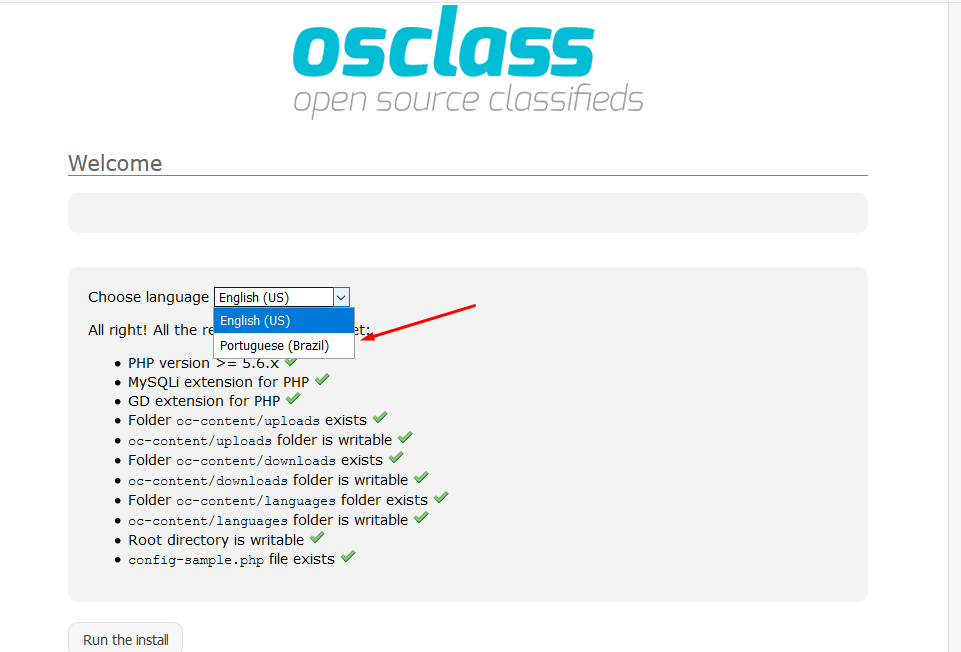 osclass
open source classifieds
Welcome
Choose language English (US)
English (US)
All right! All the re et:
Portuguese (Brazil)
PHP version >= 5.6.x
MySQLi extension for PHP
GD extension for PHP
Folder oc-content/uploads exists
oc-content/uploads folder is writable
Folder oc-content/downloads exists
oc-content/downloads folder is writable
Folder oc-content/languages folder exists
oc-content/languages folder is writable
Root directory is writable
config-sample.php file exists
Run the install